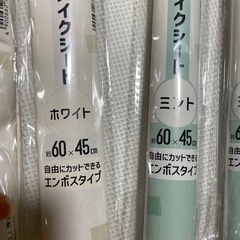 イクシート
ホワイト
約60×45cm
自由にカットできる
エンボスタイプ
イクシート
ミント
約60×45cm
自由にカットできる
エンボスタイプ